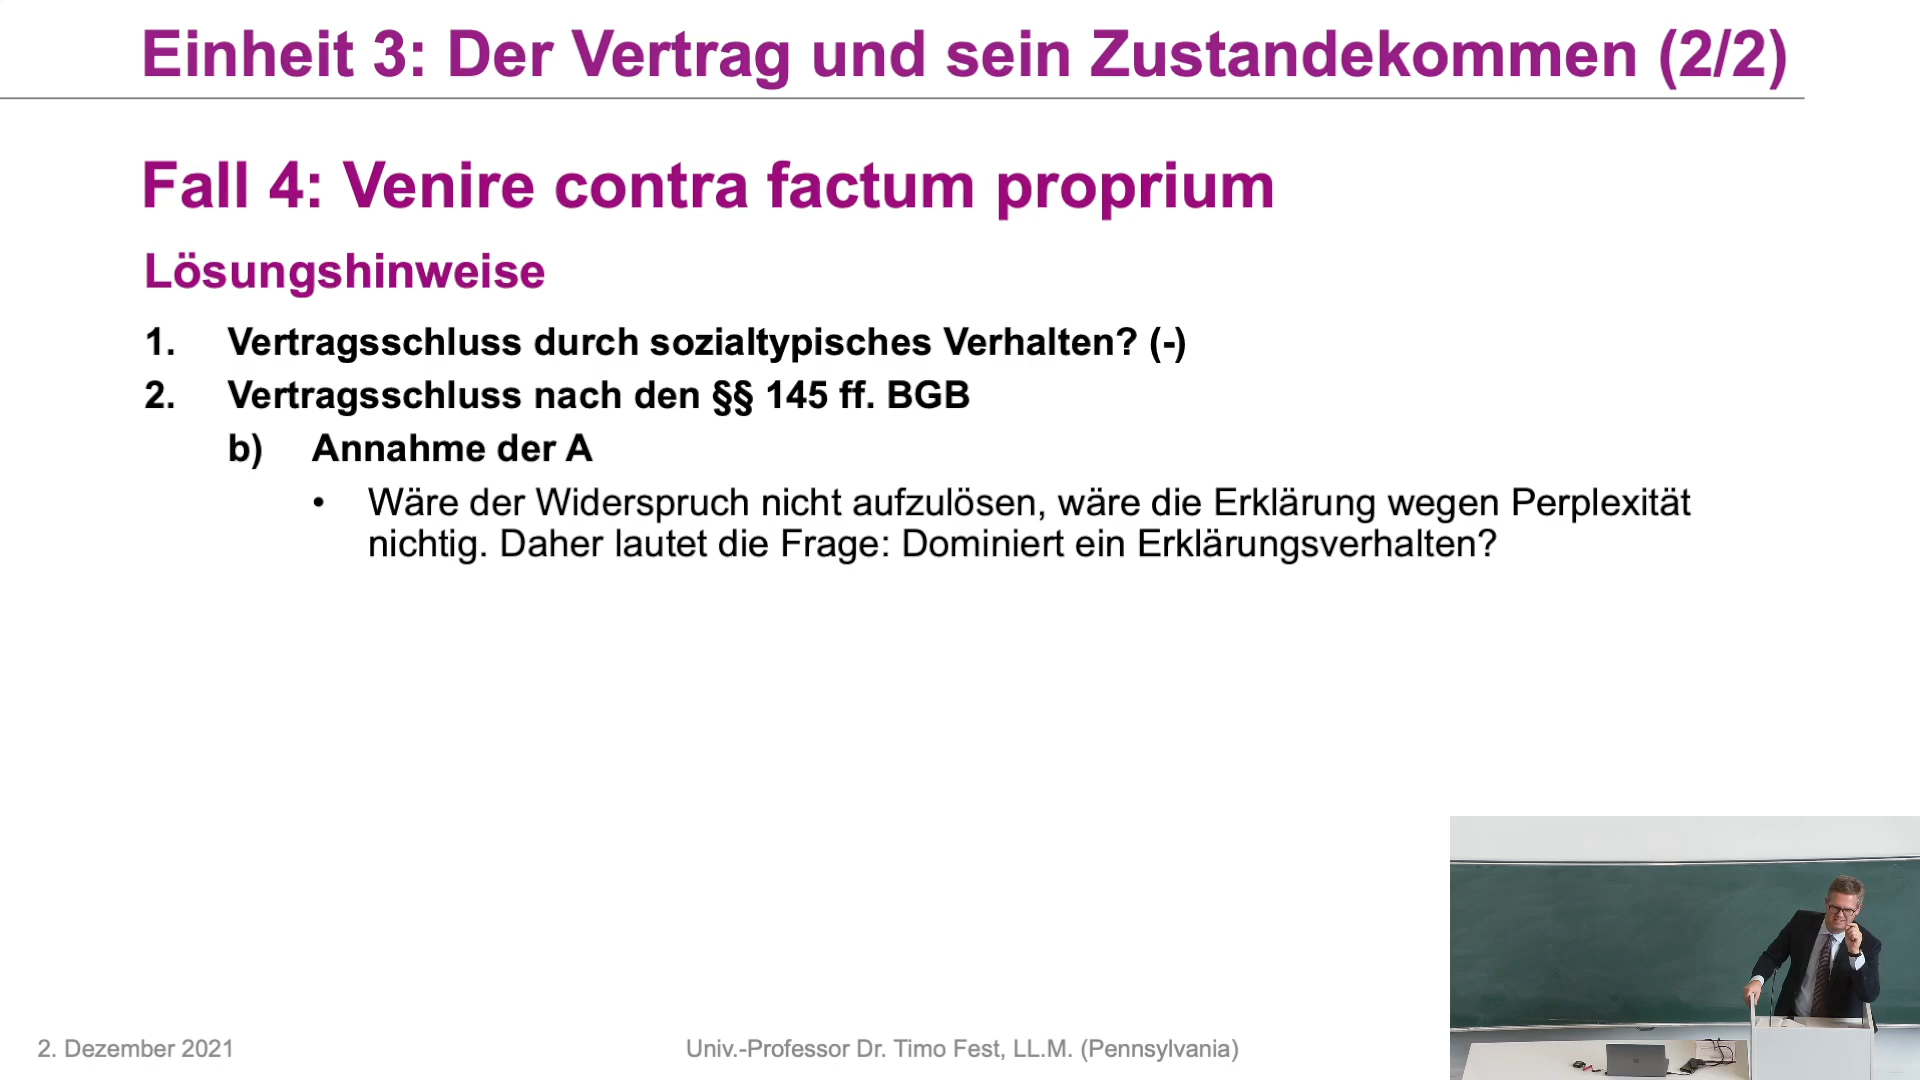 Einheit 3: Der Vertrag und sein Zustandekommen (2/2)
Fall 4: Venire contra factum proprium
Lösungshinweise
1. Vertragsschluss durch sozialtypisches Verhalten? (-)
2. Vertragsschluss nach den §§ 145 ff. BGB
b) Annahme der A
• Wäre der Widerspruch nicht aufzulösen, wäre die Erklärung wegen Perplexität
nichtig. Daher lautet die Frage: Dominiert ein Erklärungsverhalten?
2. Dezember 2021
Univ.-Professor Dr. Timo Fest, LL.M. (Pennsylvania)